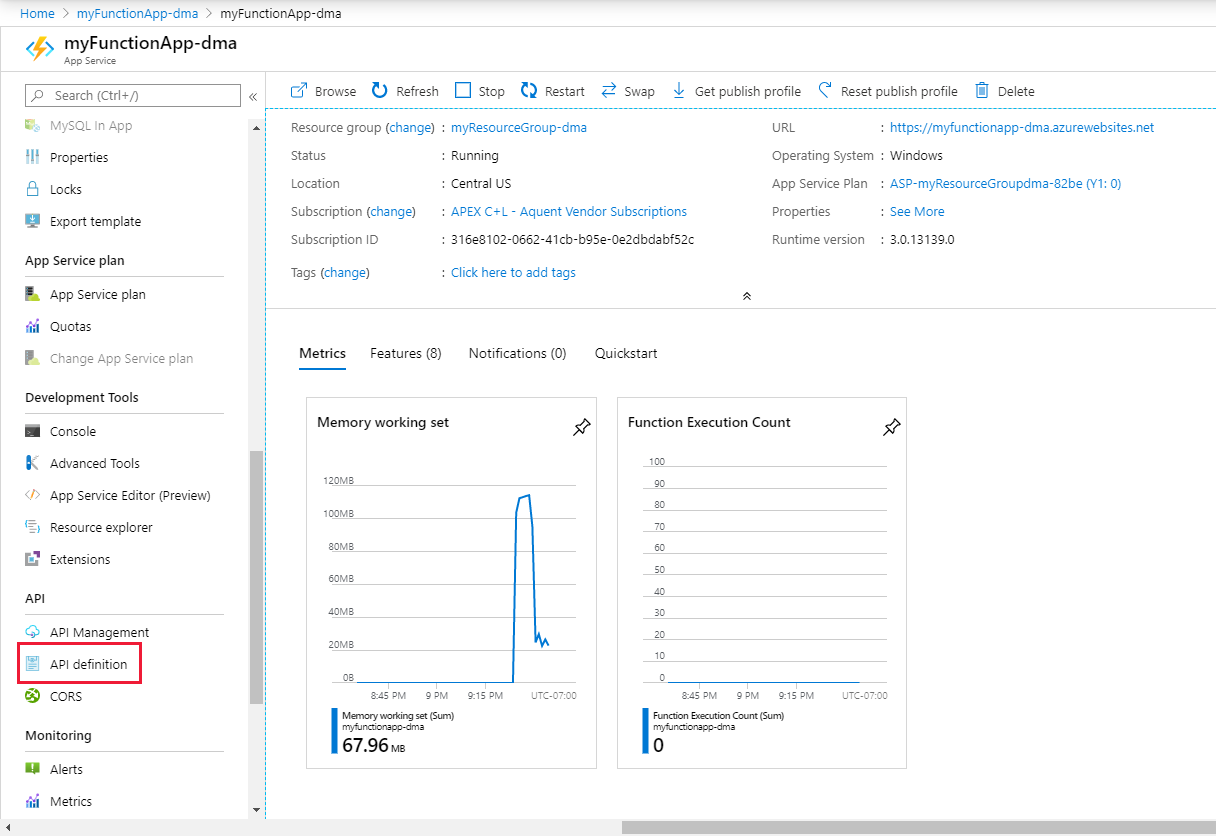 Home > myFunctionApp-dma > myFunctionApp-dma
myFunctionApp-dma
App Service
Search (Ctrl+/)
«
MySQL In App
Properties
Locks
Export template
App Service plan
App Service plan
Quotas
Change App Service plan
Development Tools
Console
Advanced Tools
App Service Editor (Preview)
Resource explorer
Extensions
API
API Management
API definition
CORS
Monitoring
Alerts
Metrics
Browse Refresh Stop Restart Swap Get publish profile Reset publish profile Delete
Resource group (change) : myResourceGroup-dma
Status : Running
Location : Central US
Subscription (change) : APEX C+L - Aquent Vendor Subscriptions
Subscription ID : 316e8102-0662-41cb-b95e-0e2dbdabf52c
Tags (change) : Click here to add tags
URL : https://myfunctionapp-dma.azurewebsites.net
Operating System : Windows
App Service Plan : ASP-myResourceGroupdma-82be (Y1: 0)
Properties : See More
Runtime version : 3.0.13139.0
Metrics Features (8) Notifications (0) Quickstart
Memory working set
120MB
100MB
80MB
60MB
40MB
20MB
0B
8:45 PM 9 PM 9:15 PM UTC-07:00
Memory working set (Sum)
myfunctionapp-dma
67.96 MB
Function Execution Count
100
90
80
70
60
50
40
30
20
10
0
8:45 PM 9 PM 9:15 PM UTC-07:00
Function Execution Count (Sum)
myfunctionapp-dma
0